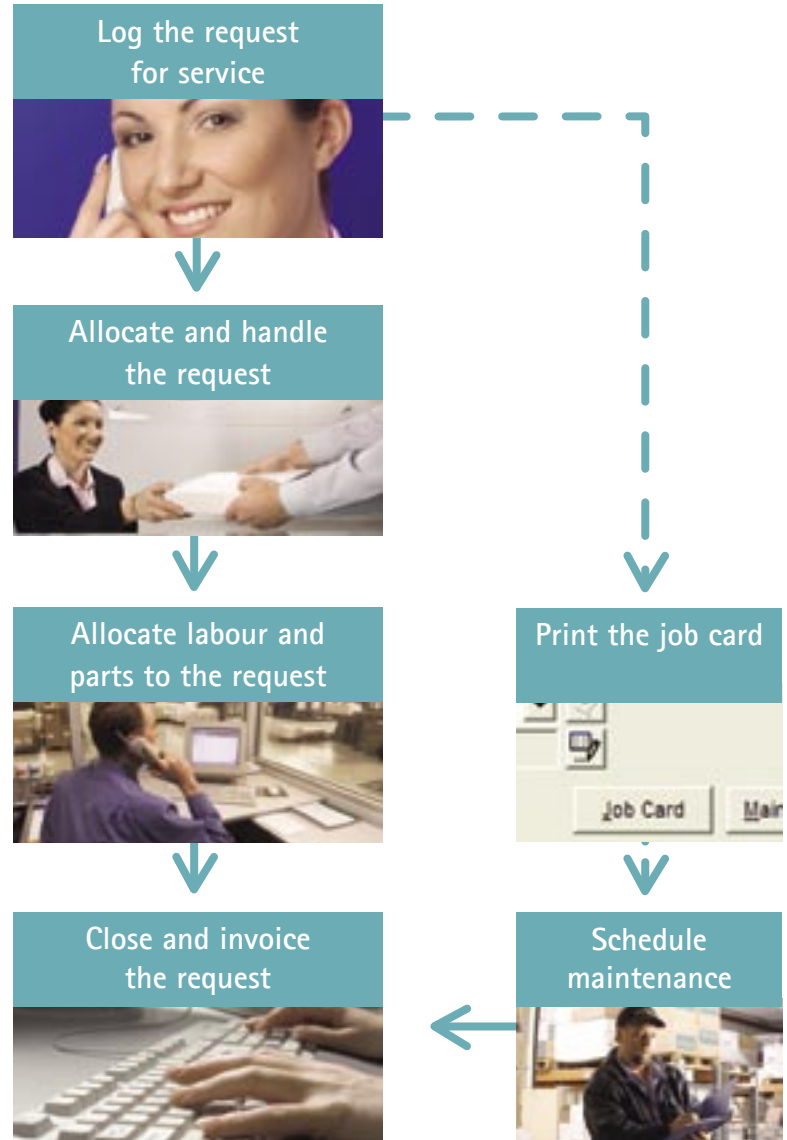 Log the request
for service
Allocate and handle
the request
Allocate labour and
parts to the request
Print the job card
Job Card
Close and invoice
the request
Schedule
maintenance